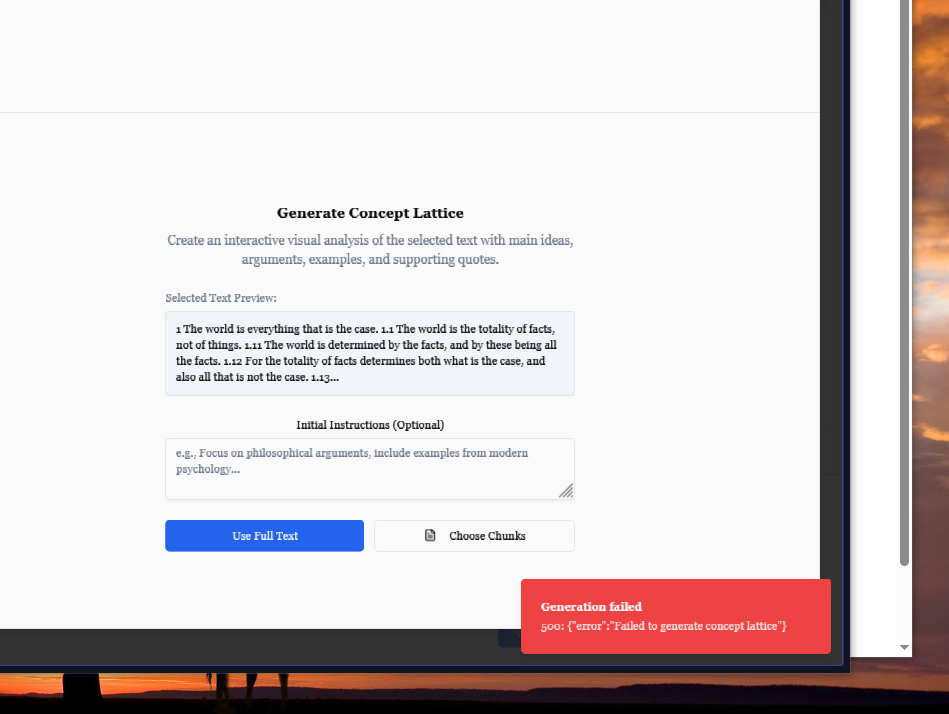 Generate Concept Lattice
Create an interactive visual analysis of the selected text with main ideas,
arguments, examples, and supporting quotes.
Selected Text Preview:
1 The world is everything that is the case. 1.1 The world is the totality of facts,
not of things. 1.11 The world is determined by the facts, and by these being all
the facts. 1.12 For the totality of facts determines both what is the case, and
also all that is not the case. 1.13...
Initial Instructions (Optional)
e.g., Focus on philosophical arguments, include examples from modern
psychology...
Use Full Text
Choose Chunks
Generation failed
500: {"error":"Failed to generate concept lattice"}